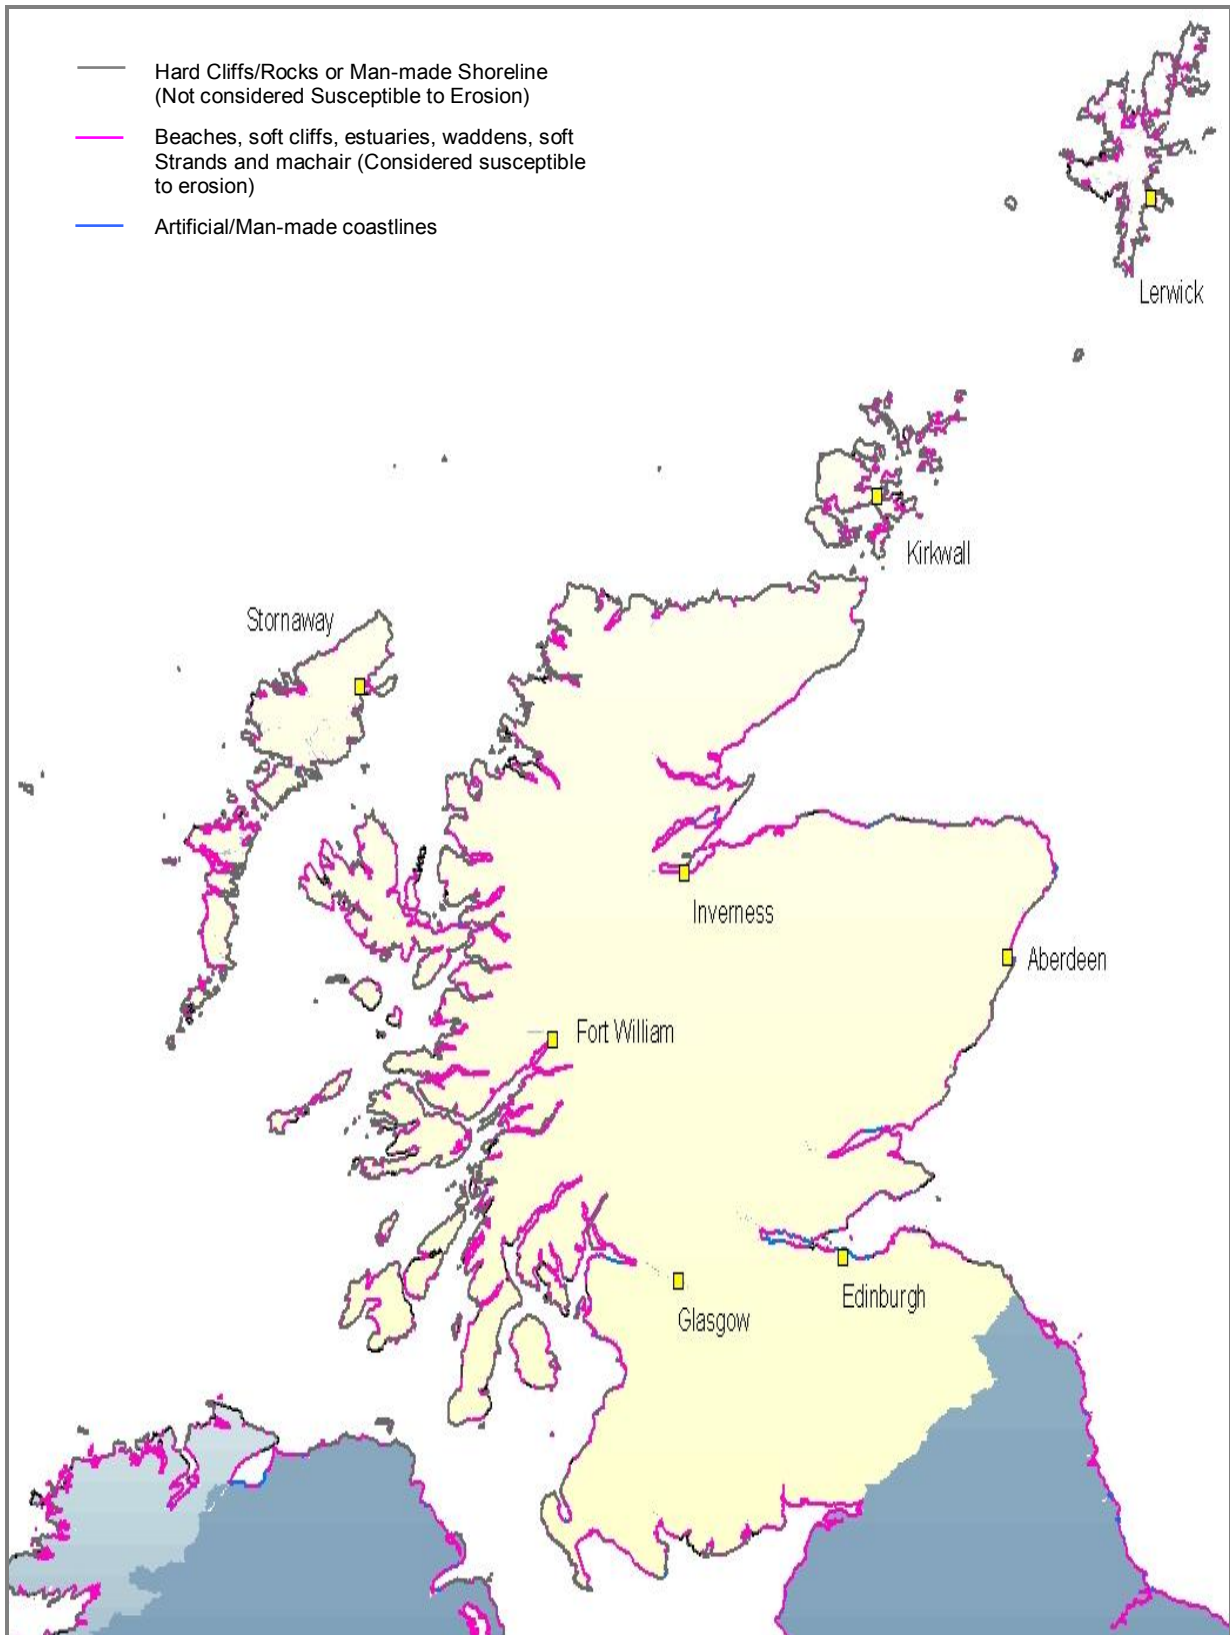 Hard Cliffs/Rocks or Man-made Shoreline
(Not considered Susceptible to Erosion)
Beaches, soft cliffs, estuaries, waddens, soft
Strands and machair (Considered susceptible
to erosion)
Artificial/Man-made coastlines
Lerwick
Kirkwall
Stornaway
Inverness
Aberdeen
Fort William
Edinburgh
Glasgow